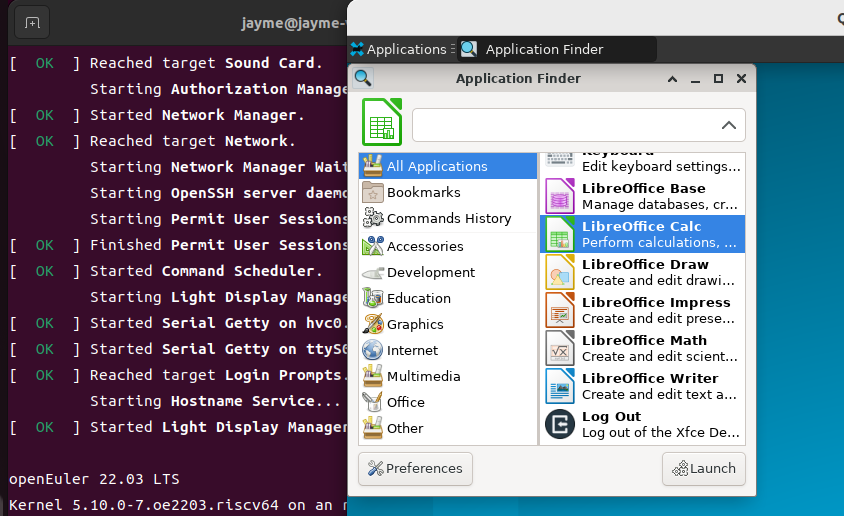 jayme@jayme-
[  OK  ] Reached target Sound Card.
Starting Authorization Manage
[  OK  ] Started Network Manager.
[  OK  ] Reached target Network.
Starting Network Manager Wait
Starting OpenSSH server daemo
Starting Permit User Sessions
[  OK  ] Finished Permit User Sessions
[  OK  ] Started Command Scheduler.
Starting Light Display Manage
[  OK  ] Started Serial Getty on hvc0.
[  OK  ] Started Serial Getty on ttyS0
[  OK  ] Reached target Login Prompts.
Starting Hostname Service...
[  OK  ] Started Light Display Manager
openEuler 22.03 LTS
Kernel 5.10.0-7.oe2203.riscv64 on an
Applications
Application Finder
Application Finder
All Applications
Bookmarks
Commands History
Accessories
Development
Education
Graphics
Internet
Multimedia
Office
Other
Keyboard
Edit keyboard settings...
LibreOffice Base
Manage databases, cr...
LibreOffice Calc
Perform calculations, ...
LibreOffice Draw
Create and edit drawi...
LibreOffice Impress
Create and edit prese...
LibreOffice Math
Create and edit scient...
LibreOffice Writer
Create and edit text a...
Log Out
Log out of the Xfce De...
Preferences
Launch